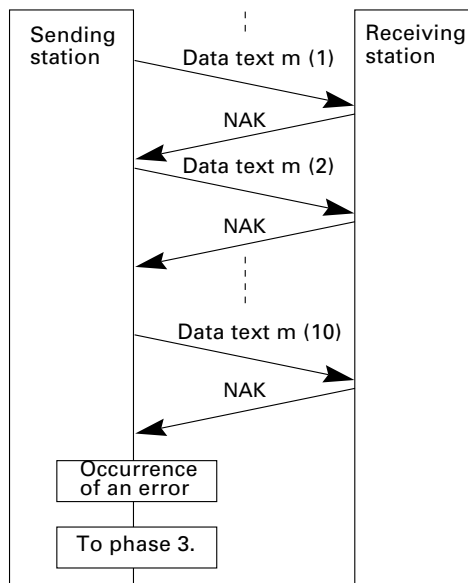 Sending
station
Receiving
station
Data text m (1)
NAK
Data text m (2)
NAK
Data text m (10)
NAK
Occurrence
of an error
To phase 3.